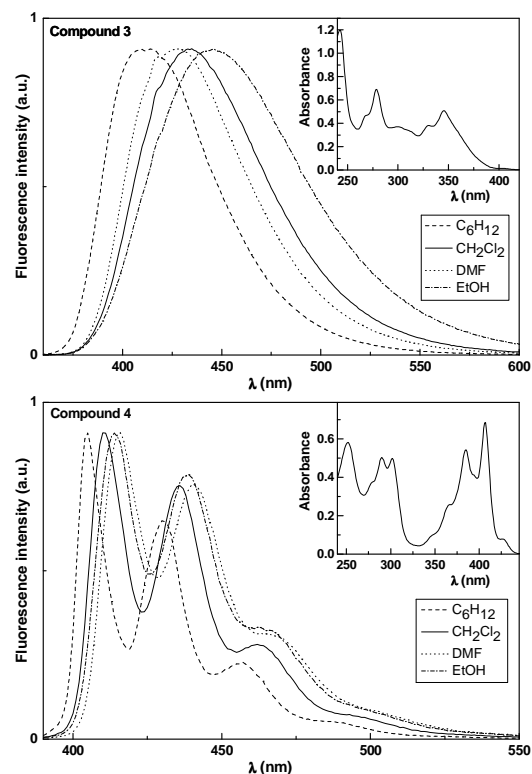 Compound 3
Fluorescence intensity (a.u.)
1
0
400
450
500
550
600
λ (nm)
Absorbance
1.2
1.0
0.8
0.6
0.4
0.2
0.0
250
300
350
400
λ (nm)
C₆H₁₂
CH₂Cl₂
DMF
EtOH
Compound 4
Fluorescence intensity (a.u.)
1
0
400
450
500
550
λ (nm)
Absorbance
0.6
0.4
0.2
0.0
250
300
350
400
λ (nm)
C₆H₁₂
CH₂Cl₂
DMF
EtOH